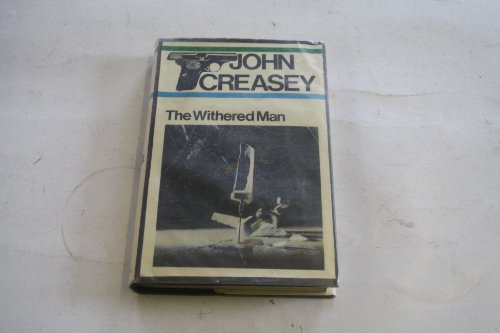 JOHN
CREASEY
The Withered Man